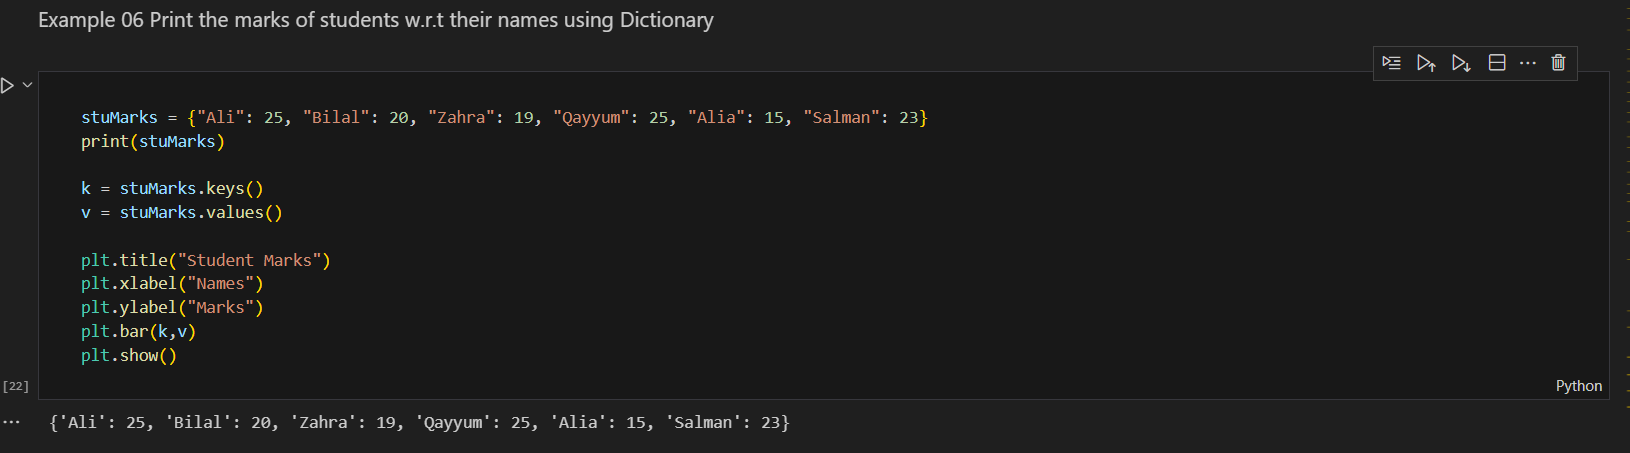 Example 06 Print the marks of students w.r.t their names using Dictionary
stuMarks = {"Ali": 25, "Bilal": 20, "Zahra": 19, "Qayyum": 25, "Alia": 15, "Salman": 23}
print(stuMarks)
k = stuMarks.keys()
v = stuMarks.values()
plt.title("Student Marks")
plt.xlabel("Names")
plt.ylabel("Marks")
plt.bar(k,v)
plt.show()
[22]
Python
{'Ali': 25, 'Bilal': 20, 'Zahra': 19, 'Qayyum': 25, 'Alia': 15, 'Salman': 23}